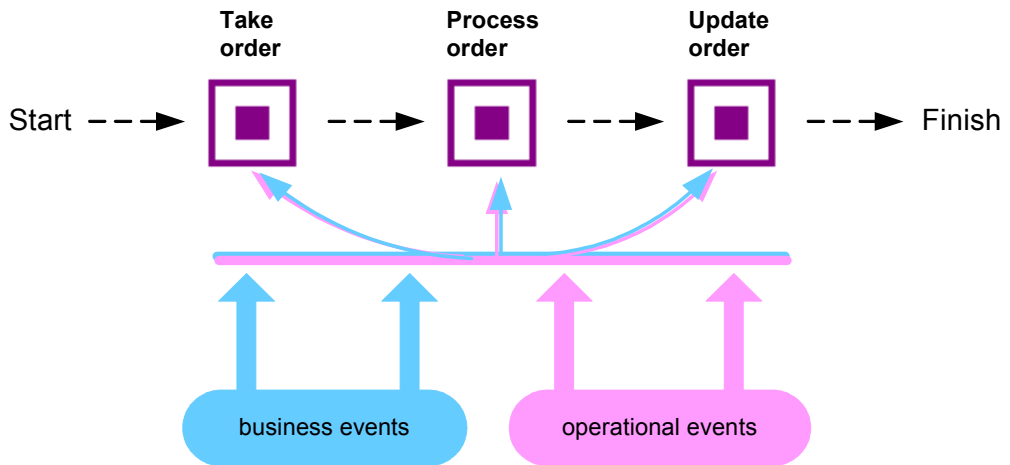 Take
order
Process
order
Update
order
Start
Finish
business events
operational events